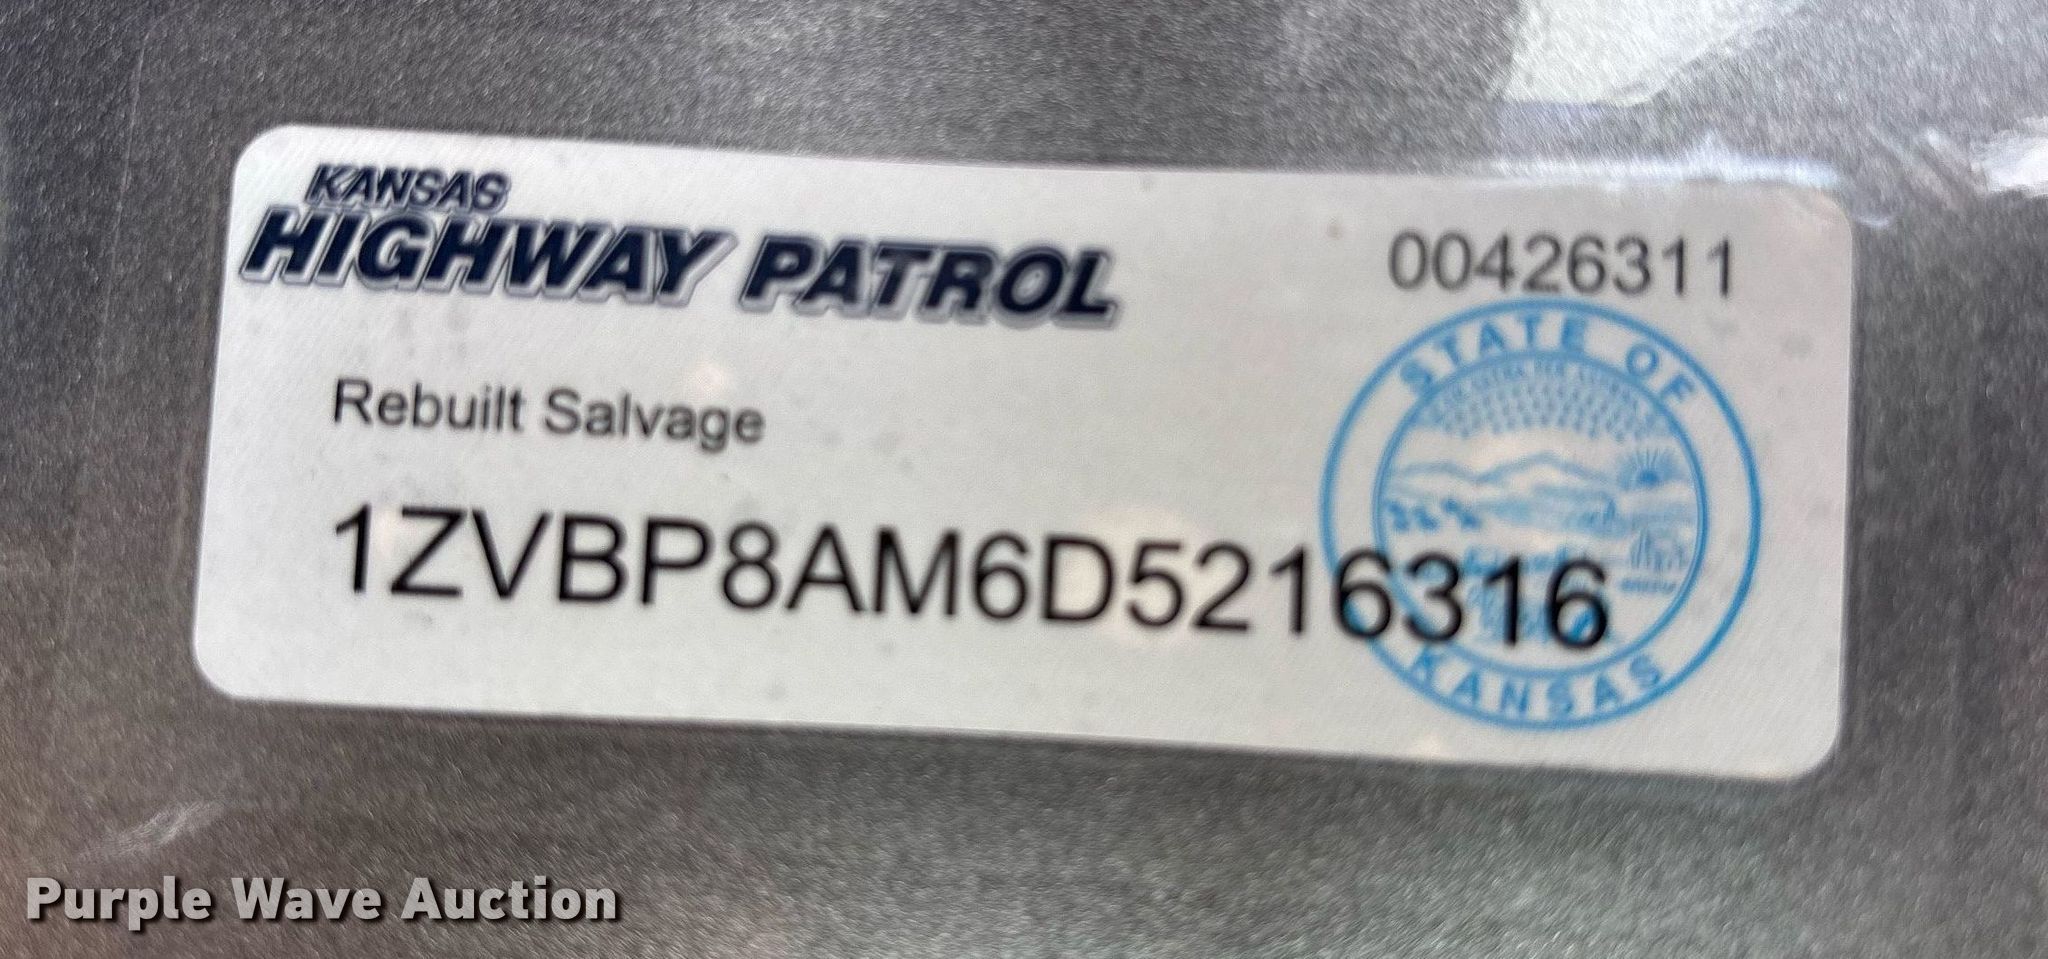 KANSAS
HIGHWAY PATROL
00426311
STATE OF
Rebuilt Salvage
1ZVBP8AM6D5216316
KANSAS
Purple Wave Auction